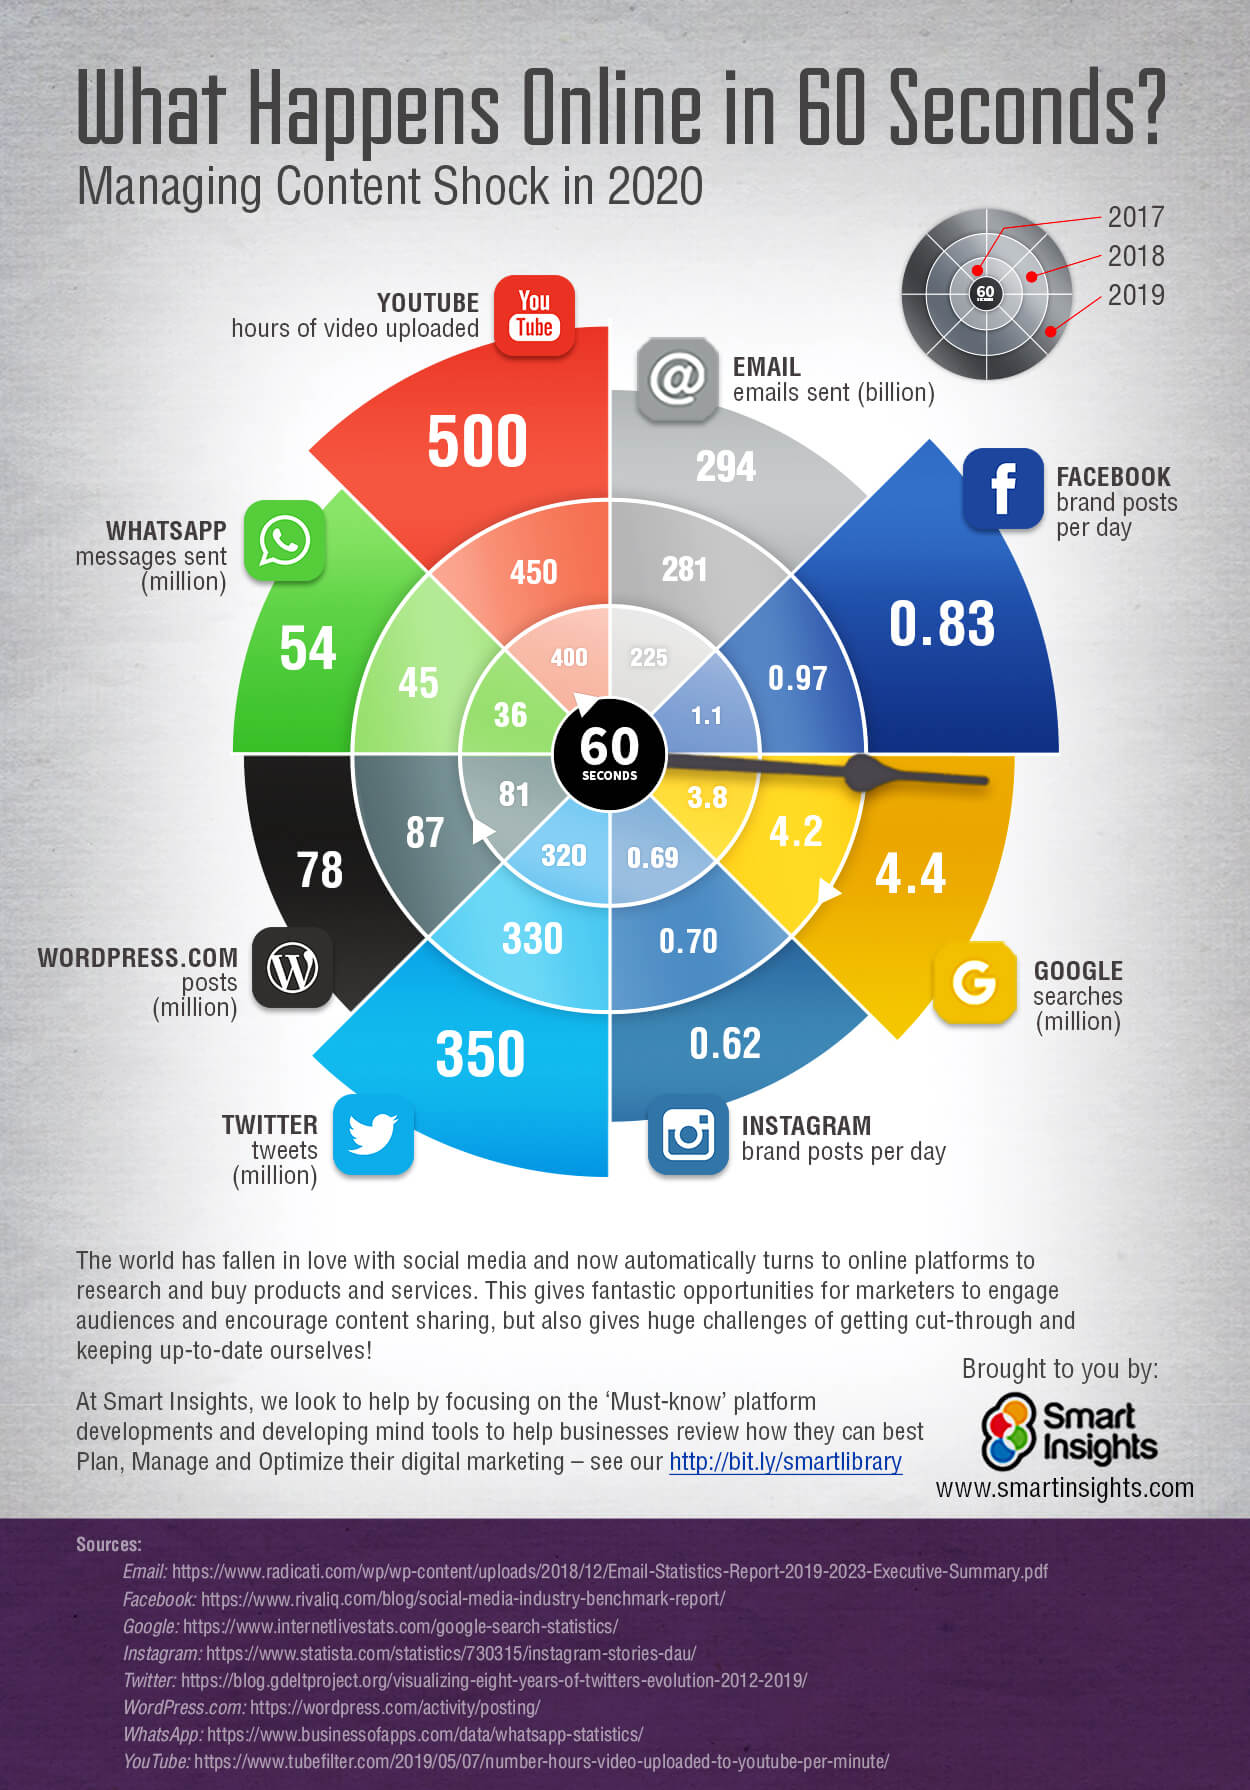 What Happens Online in 60 Seconds?
Managing Content Shock in 2020
2017
2018
2019
60
YOUTUBE
hours of video uploaded
You
Tube
@
EMAIL
emails sent (billion)
f
FACEBOOK
brand posts
per day
WHATSAPP
messages sent
(million)
500
450
400
294
281
225
0.83
0.97
1.1
54
45
36
60
SECONDS
78
87
81
3.8
4.2
4.4
350
330
320
0.69
0.70
0.62
WORDPRESS.COM
posts
(million)
W
G
GOOGLE
searches
(million)
TWITTER
tweets
(million)
INSTAGRAM
brand posts per day
The world has fallen in love with social media and now automatically turns to online platforms to
research and buy products and services. This gives fantastic opportunities for marketers to engage
audiences and encourage content sharing, but also gives huge challenges of getting cut-through and
keeping up-to-date ourselves!
At Smart Insights, we look to help by focusing on the ‘Must-know’ platform
developments and developing mind tools to help businesses review how they can best
Plan, Manage and Optimize their digital marketing – see our http://bit.ly/smartlibrary
Brought to you by:
Smart
Insights
www.smartinsights.com
Sources:
Email: https://www.radicati.com/wp/wp-content/uploads/2018/12/Email-Statistics-Report-2019-2023-Executive-Summary.pdf
Facebook: https://www.rivaliq.com/blog/social-media-industry-benchmark-report/
Google: https://www.internetlivestats.com/google-search-statistics/
Instagram: https://www.statista.com/statistics/730315/instagram-stories-dau/
Twitter: https://blog.gdeltproject.org/visualizing-eight-years-of-twitters-evolution-2012-2019/
WordPress.com: https://wordpress.com/activity/posting/
WhatsApp: https://www.businessofapps.com/data/whatsapp-statistics/
YouTube: https://www.tubefilter.com/2019/05/07/number-hours-video-uploaded-to-youtube-per-minute/